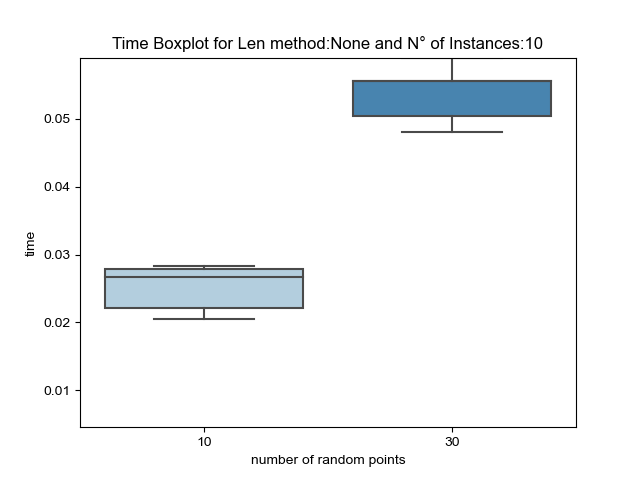 Time Boxplot for Len method:None and N° of Instances:10
0.05
0.04
0.03
0.02
0.01
time
10 30
number of random points